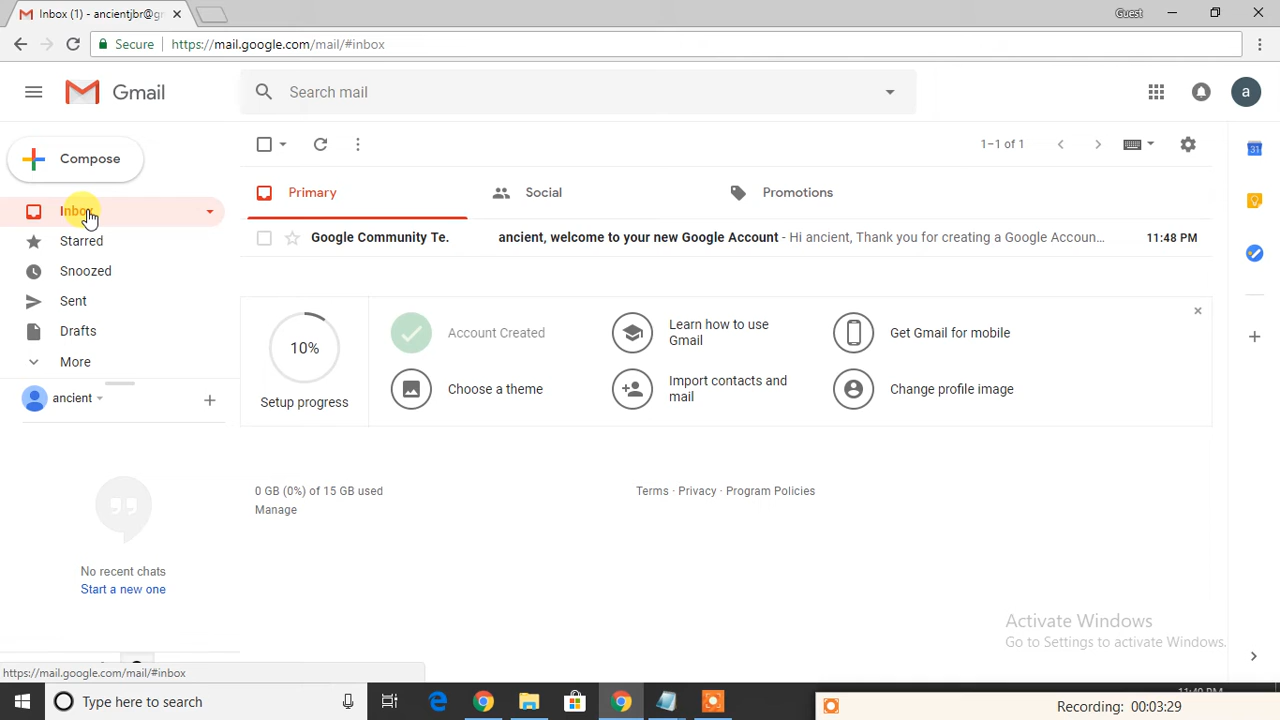 Inbox (1) - ancientjbr@gr
Guest
Secure
https://mail.google.com/mail/#inbox
Gmail
Search mail
a
Compose
1–1 of 1
31
Inbox
Primary
Social
Promotions
Starred
Google Community Te.
ancient, welcome to your new Google Account - Hi ancient, Thank you for creating a Google Accoun...
11:48 PM
Snoozed
Sent
Drafts
More
10%
Setup progress
Account Created
Learn how to use
Gmail
Get Gmail for mobile
Choose a theme
Import contacts and
mail
Change profile image
ancient
0 GB (0%) of 15 GB used
Manage
Terms · Privacy · Program Policies
No recent chats
Start a new one
Activate Windows
Go to Settings to activate Windows.
https://mail.google.com/mail/#inbox
Type here to search
Recording: 00:03:29